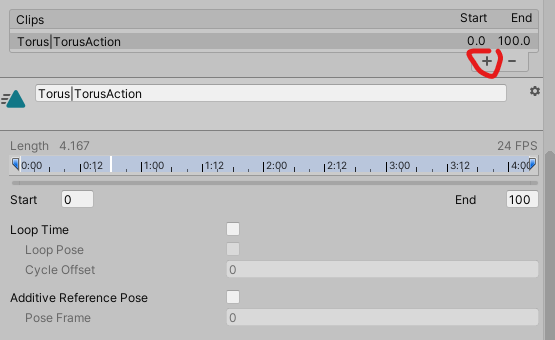 Clips Start End
Torus|TorusAction 0.0 100.0
+ −
Torus|TorusAction
Length 4.167 24 FPS
0:00 0:12 1:00 1:12 2:00 2:12 3:00 3:12 4:00
Start 0 End 100
Loop Time
Loop Pose
Cycle Offset 0
Additive Reference Pose
Pose Frame 0